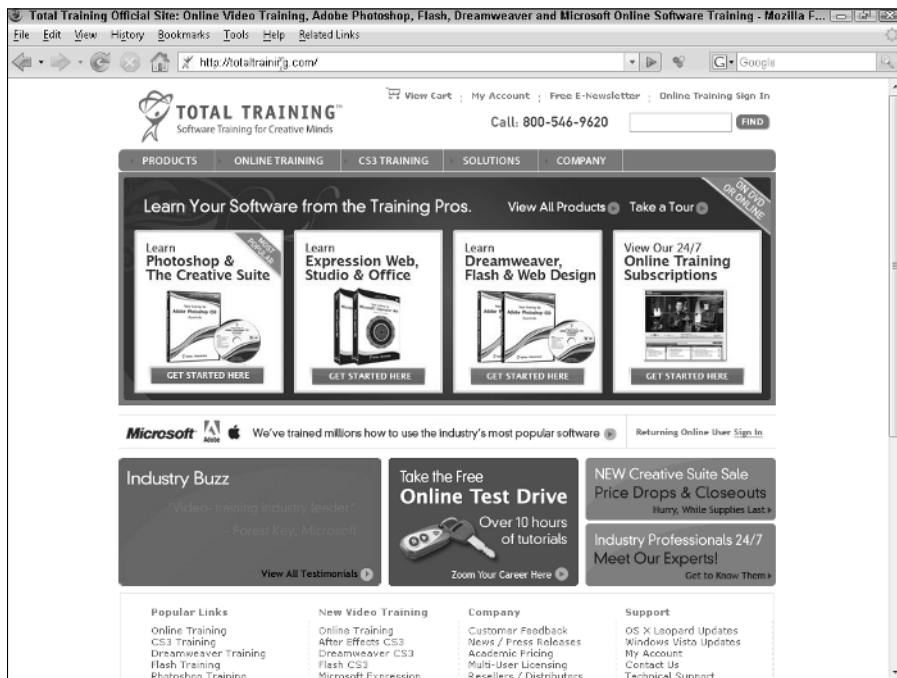 Total Training Official Site: Online Video Training, Adobe Photoshop, Flash, Dreamweaver and Microsoft Online Software Training - Mozilla F...
File Edit View History Bookmarks Tools Help Related Links
http://totaltraining.com/
G Google
View Cart My Account Free E-Newsletter Online Training Sign In
TOTAL TRAINING™
Software Training for Creative Minds
Call: 800-546-9620
FIND
PRODUCTS ONLINE TRAINING CS3 TRAINING SOLUTIONS COMPANY
Learn Your Software from the Training Pros.
View All Products
Take a Tour
ON DVD OR ONLINE
Learn
Photoshop &
The Creative Suite
MOST POPULAR
GET STARTED HERE
Learn
Expression Web,
Studio & Office
GET STARTED HERE
Learn
Dreamweaver,
Flash & Web Design
GET STARTED HERE
View Our 24/7
Online Training
Subscriptions
GET STARTED HERE
Microsoft Adobe We've trained millions how to use the industry's most popular software
Returning Online User Sign In
Industry Buzz
"Video- training industry leader"
-- Forest Key, Microsoft
View All Testimonials
Take the Free
Online Test Drive
Over 10 hours
of tutorials
Zoom Your Career Here
NEW Creative Suite Sale
Price Drops & Closeouts
Hurry, While Supplies Last
Industry Professionals 24/7
Meet Our Experts!
Get to Know Them
Popular Links
Online Training
CS3 Training
Dreamweaver Training
Flash Training
Photoshop Training
New Video Training
Online Training
After Effects CS3
Dreamweaver CS3
Flash CS3
Microsoft Expression
Company
Customer Feedback
News / Press Releases
Academic Pricing
Multi-User Licensing
Resellers / Distributors
Support
OS X Leopard Updates
Windows Vista Updates
My Account
Contact Us
Technical Support